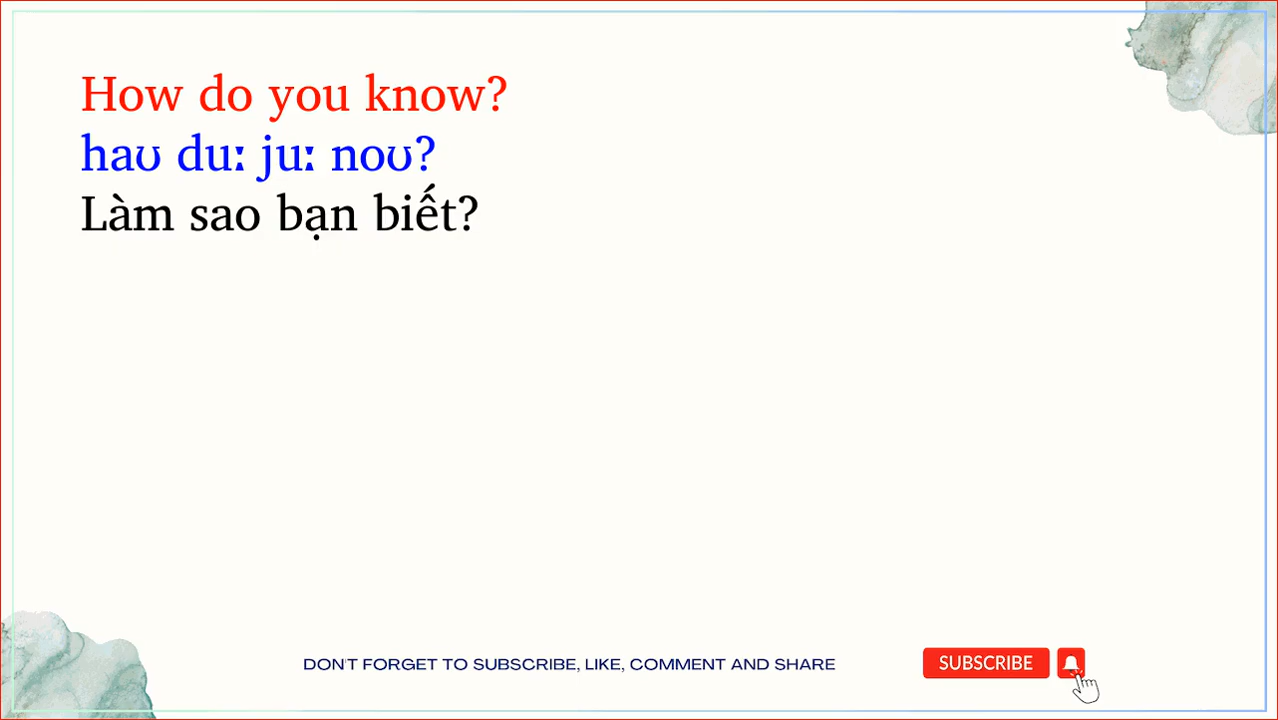 How do you know?
haʊ duː juː noʊ?
Làm sao bạn biết?
DON'T FORGET TO SUBSCRIBE, LIKE, COMMENT AND SHARE
SUBSCRIBE